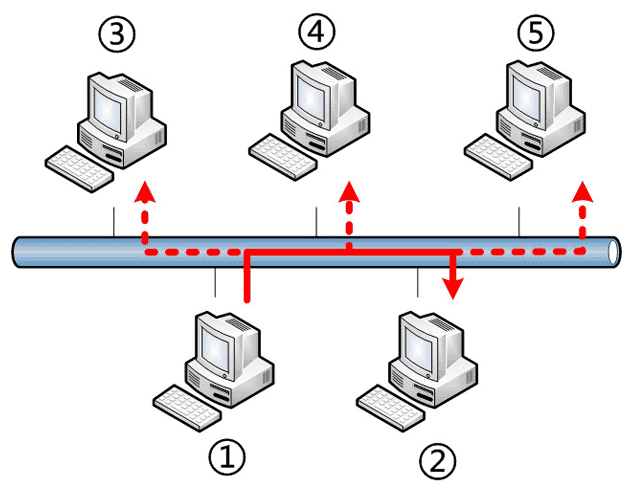 ③ ④ ⑤
① ②